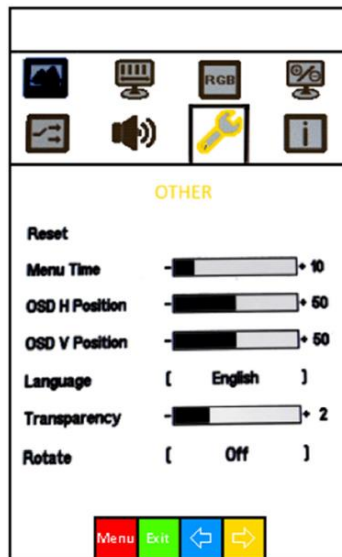 RGB
OTHER
Reset
Menu Time - + 10
OSD H Position - + 50
OSD V Position - + 50
Language [ English ]
Transparency - + 2
Rotate [ Off ]
Menu Exit